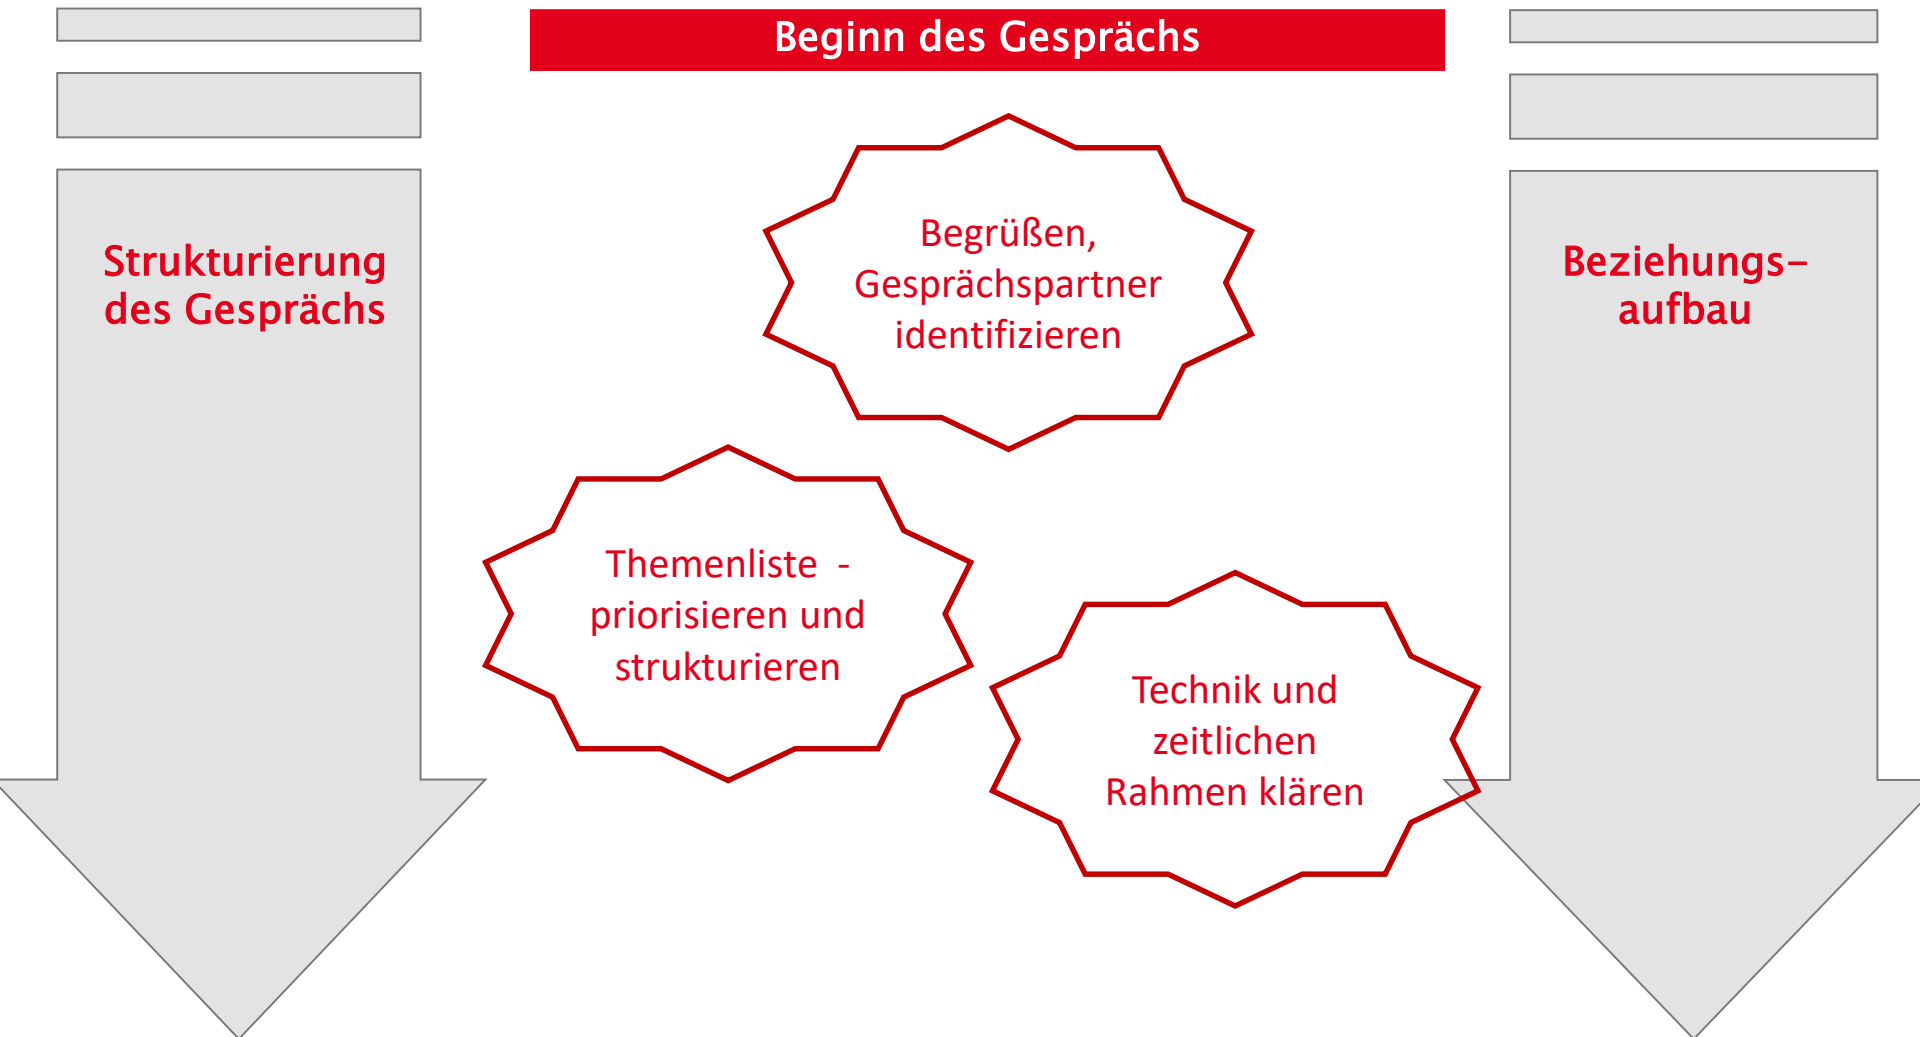 Beginn des Gesprächs
Strukturierung
des Gesprächs
Begrüßen,
Gesprächspartner
identifizieren
Beziehungs-
aufbau
Themenliste  -
priorisieren und
strukturieren
Technik und
zeitlichen
Rahmen klären